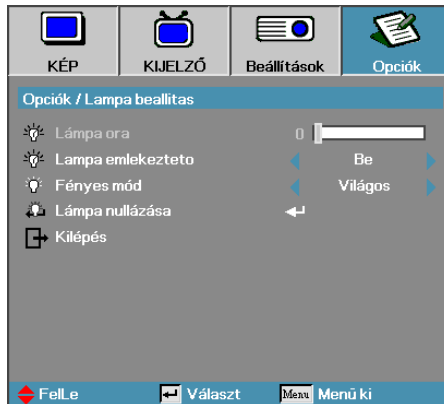 KÉP KIJELZŐ Beállítások Opciók
Opciók / Lampa beallitas
Lámpa ora 0
Lampa emlekezteto Be
Fényes mód Világos
Lámpa nullázása
Kilépés
FelLe Választ Menu Menü ki